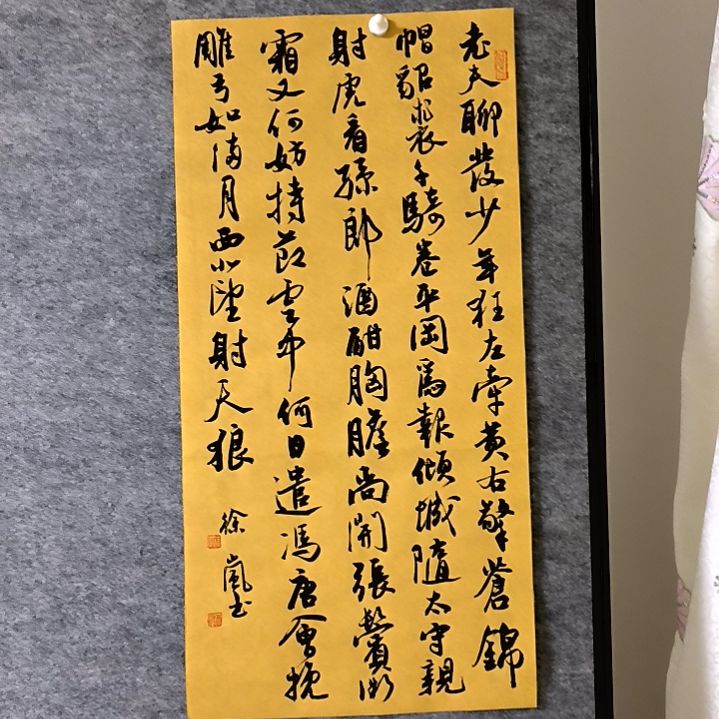 老夫聊發少年狂左牽黃右擎蒼錦
帽貂裘千騎卷平岡爲報傾城隨太守親
射虎看孫郎酒酣胸膽尚開張鬢微
霜又何妨持節雲中何日遣馮唐會挽
雕弓如滿月西北望射天狼
徐嵐书